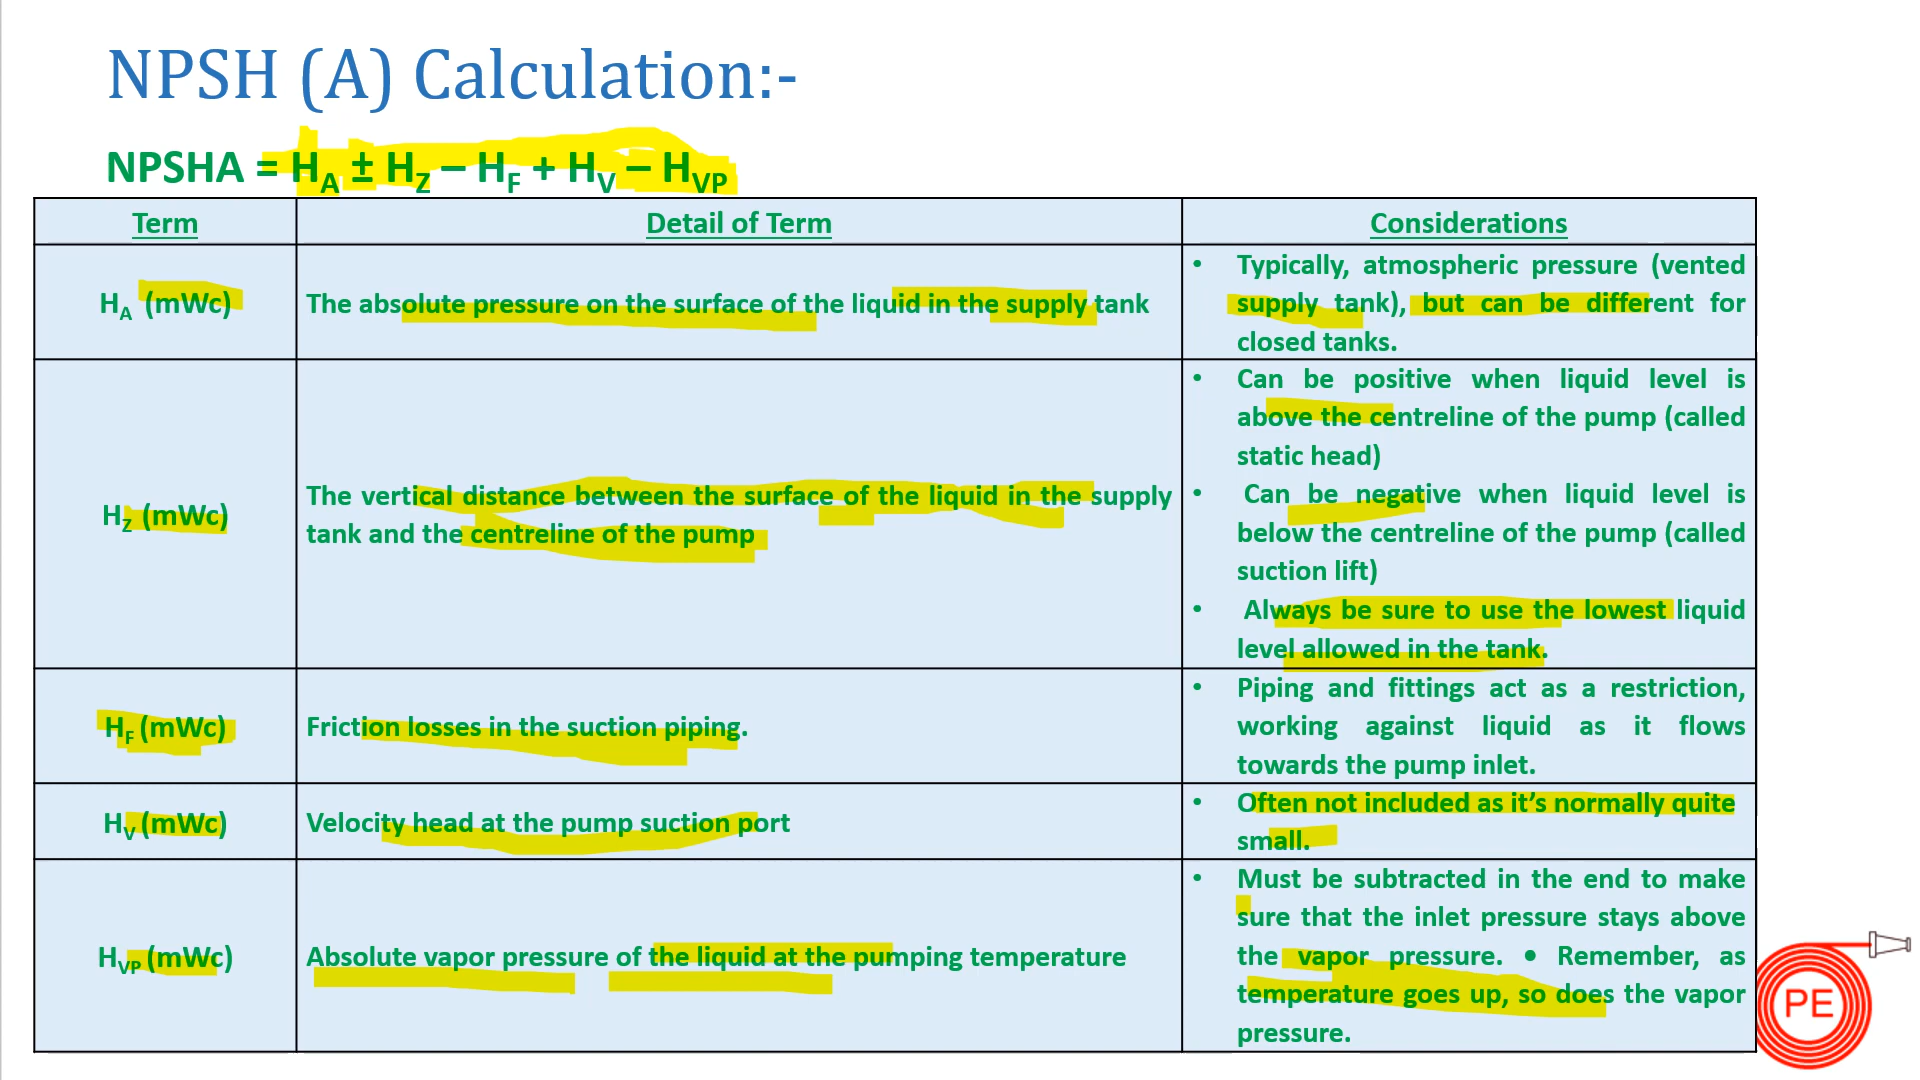 NPSH (A) Calculation:-
NPSHA = HA ± HZ – HF + HV – HVP
Term
Detail of Term
Considerations
HA (mWc)
The absolute pressure on the surface of the liquid in the supply tank
• Typically, atmospheric pressure (vented
supply tank), but can be different for
closed tanks.
HZ (mWc)
The vertical distance between the surface of the liquid in the supply
tank and the centreline of the pump
• Can be positive when liquid level is
above the centreline of the pump (called
static head)
• Can be negative when liquid level is
below the centreline of the pump (called
suction lift)
• Always be sure to use the lowest liquid
level allowed in the tank.
HF (mWc)
Friction losses in the suction piping.
• Piping and fittings act as a restriction,
working against liquid as it flows
towards the pump inlet.
HV (mWc)
Velocity head at the pump suction port
• Often not included as it’s normally quite
small.
HVP (mWc)
Absolute vapor pressure of the liquid at the pumping temperature
• Must be subtracted in the end to make
sure that the inlet pressure stays above
the vapor pressure. • Remember, as
temperature goes up, so does the vapor
pressure.
PE